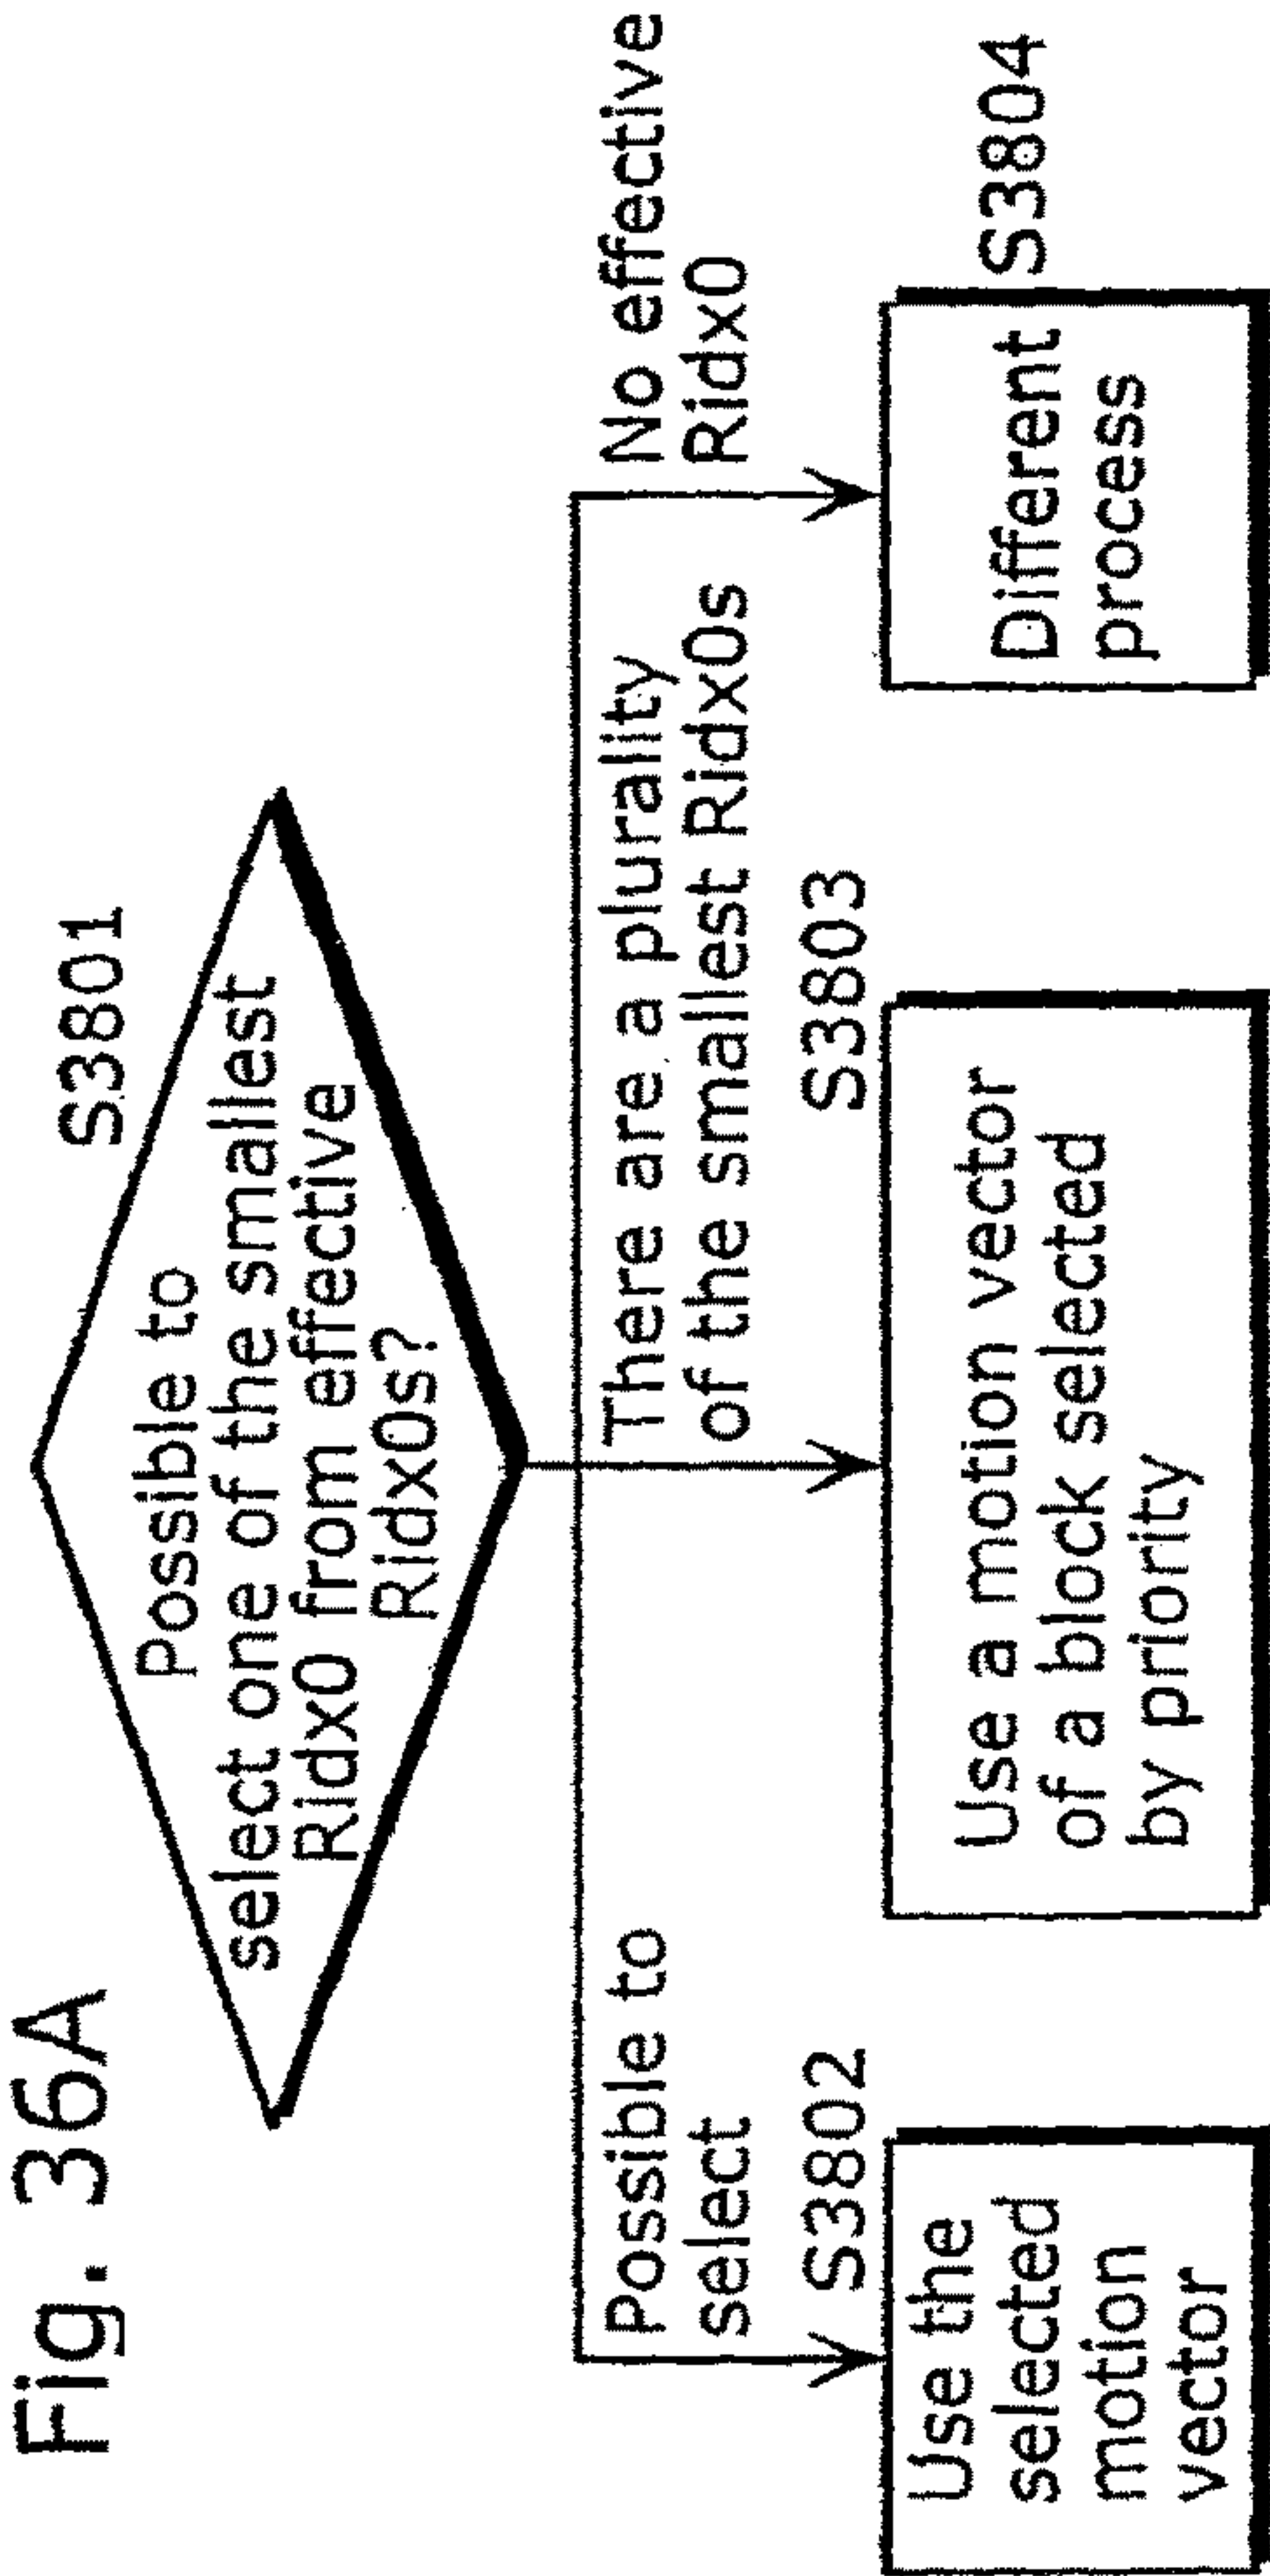 Fig. 36A
S3801
Possible to
select one of the smallest
Ridx0 from effective
Ridx0s?
Possible to
select
S3802
Use the
selected
motion
vector
There are a plurality
of the smallest Ridx0s
S3803
Use a motion vector
of a block selected
by priority
No effective
Ridx0
S3804
Different
process